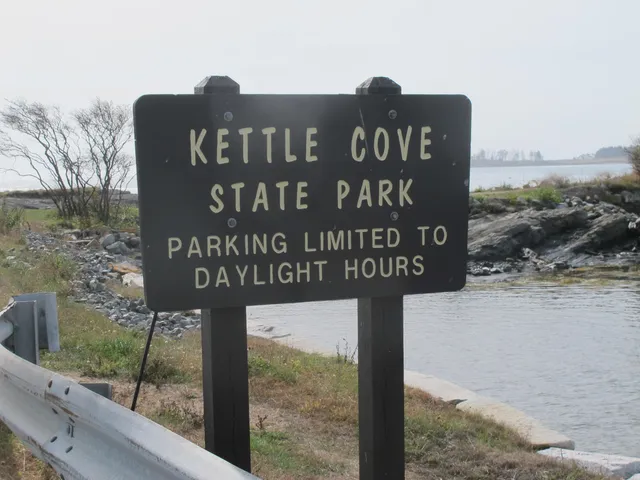 KETTLE COVE
STATE PARK
PARKING LIMITED TO
DAYLIGHT HOURS